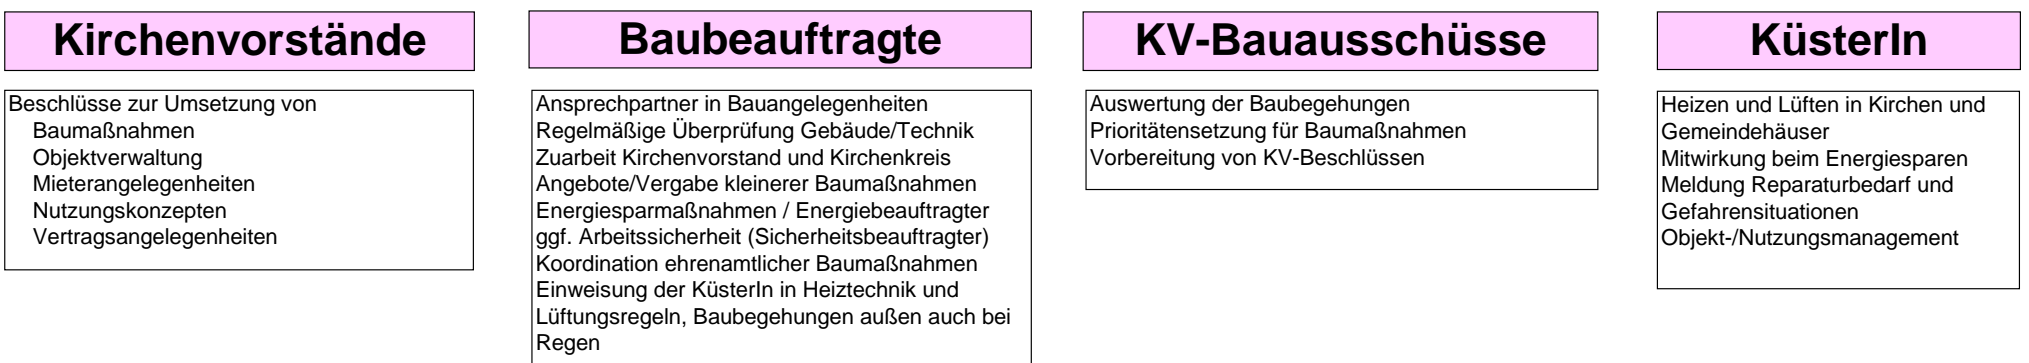 Kirchenvorstände
Beschlüsse zur Umsetzung von
Baumaßnahmen
Objektverwaltung
Mieterangelegenheiten
Nutzungskonzepten
Vertragsangelegenheiten
Baubeauftragte
Ansprechpartner in Bauangelegenheiten
Regelmäßige Überprüfung Gebäude/Technik
Zuarbeit Kirchenvorstand und Kirchenkreis
Angebote/Vergabe kleinerer Baumaßnahmen
Energiesparmaßnahmen / Energiebeauftragter
ggf. Arbeitssicherheit (Sicherheitsbeauftragter)
Koordination ehrenamtlicher Baumaßnahmen
Einweisung der KüsterIn in Heiztechnik und
Lüftungsregeln, Baubegehungen außen auch bei
Regen
KV-Bauausschüsse
Auswertung der Baubegehungen
Prioritätensetzung für Baumaßnahmen
Vorbereitung von KV-Beschlüssen
KüsterIn
Heizen und Lüften in Kirchen und
Gemeindehäuser
Mitwirkung beim Energiesparen
Meldung Reparaturbedarf und
Gefahrensituationen
Objekt-/Nutzungsmanagement